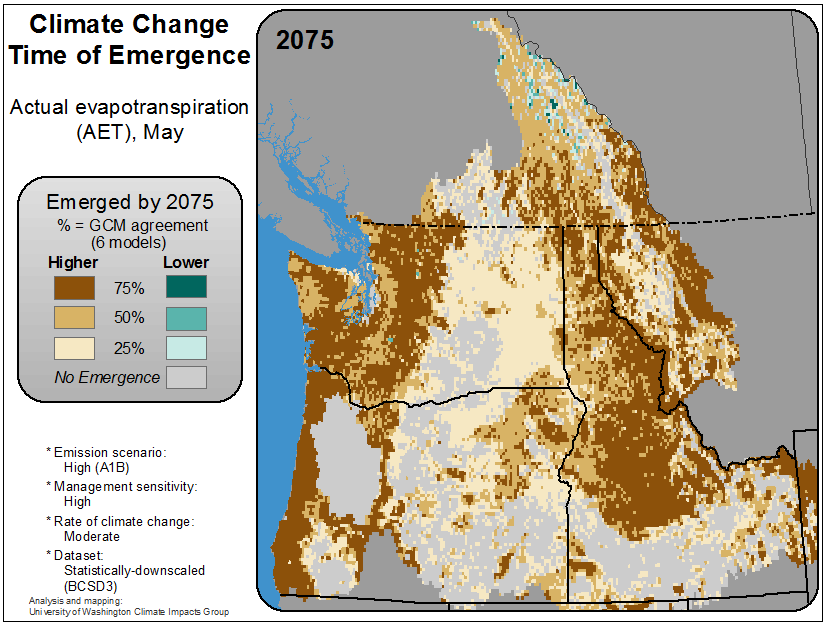 Climate Change
Time of Emergence
Actual evapotranspiration
(AET), May
Emerged by 2075
% = GCM agreement
(6 models)
Higher Lower
75%
50%
25%
No Emergence
* Emission scenario:
High (A1B)
* Management sensitivity:
High
* Rate of climate change:
Moderate
* Dataset:
Statistically-downscaled
(BCSD3)
Analysis and mapping:
University of Washington Climate Impacts Group
2075